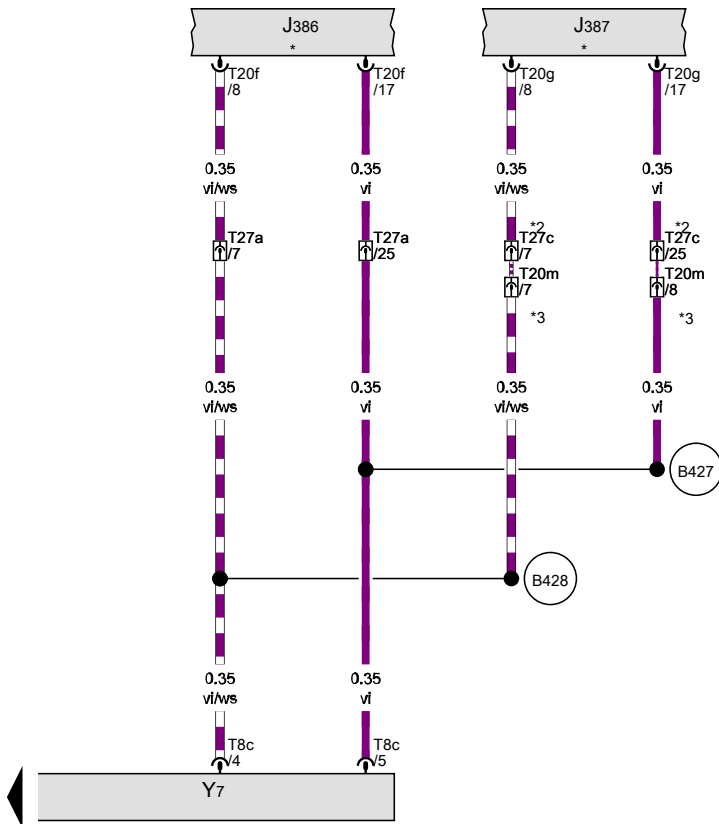 J386
*
J387
*
T20f
/8
T20f
/17
T20g
/8
T20g
/17
0.35
vi/ws
0.35
vi
0.35
vi/ws
0.35
vi
*2
*2
T27a
/7
T27a
/25
T27c
/7
T27c
/25
T20m
/7
T20m
/8
*3
*3
0.35
vi/ws
0.35
vi
0.35
vi/ws
0.35
vi
B427
B428
0.35
vi/ws
0.35
vi
T8c
/4
T8c
/5
Y7